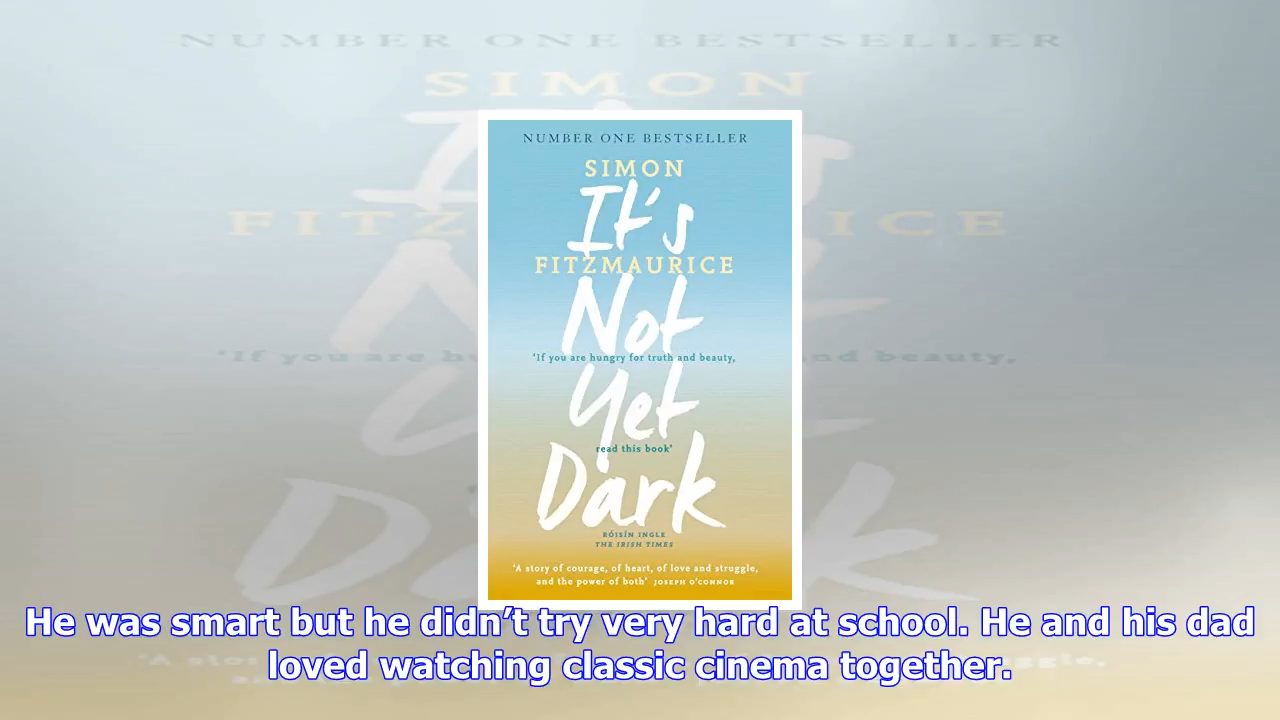 NUMBER ONE BESTSELLER
SIMON
It's
FITZMAURICE
Not
'If you are hungry for truth and beauty,
Yet
read this book'
Dark
RÓISÍN INGLE
THE IRISH TIMES
'A story of courage, of heart, of love and struggle,
and the power of both' JOSEPH O'CONNOR
He was smart but he didn’t try very hard at school. He and his dad
loved watching classic cinema together.